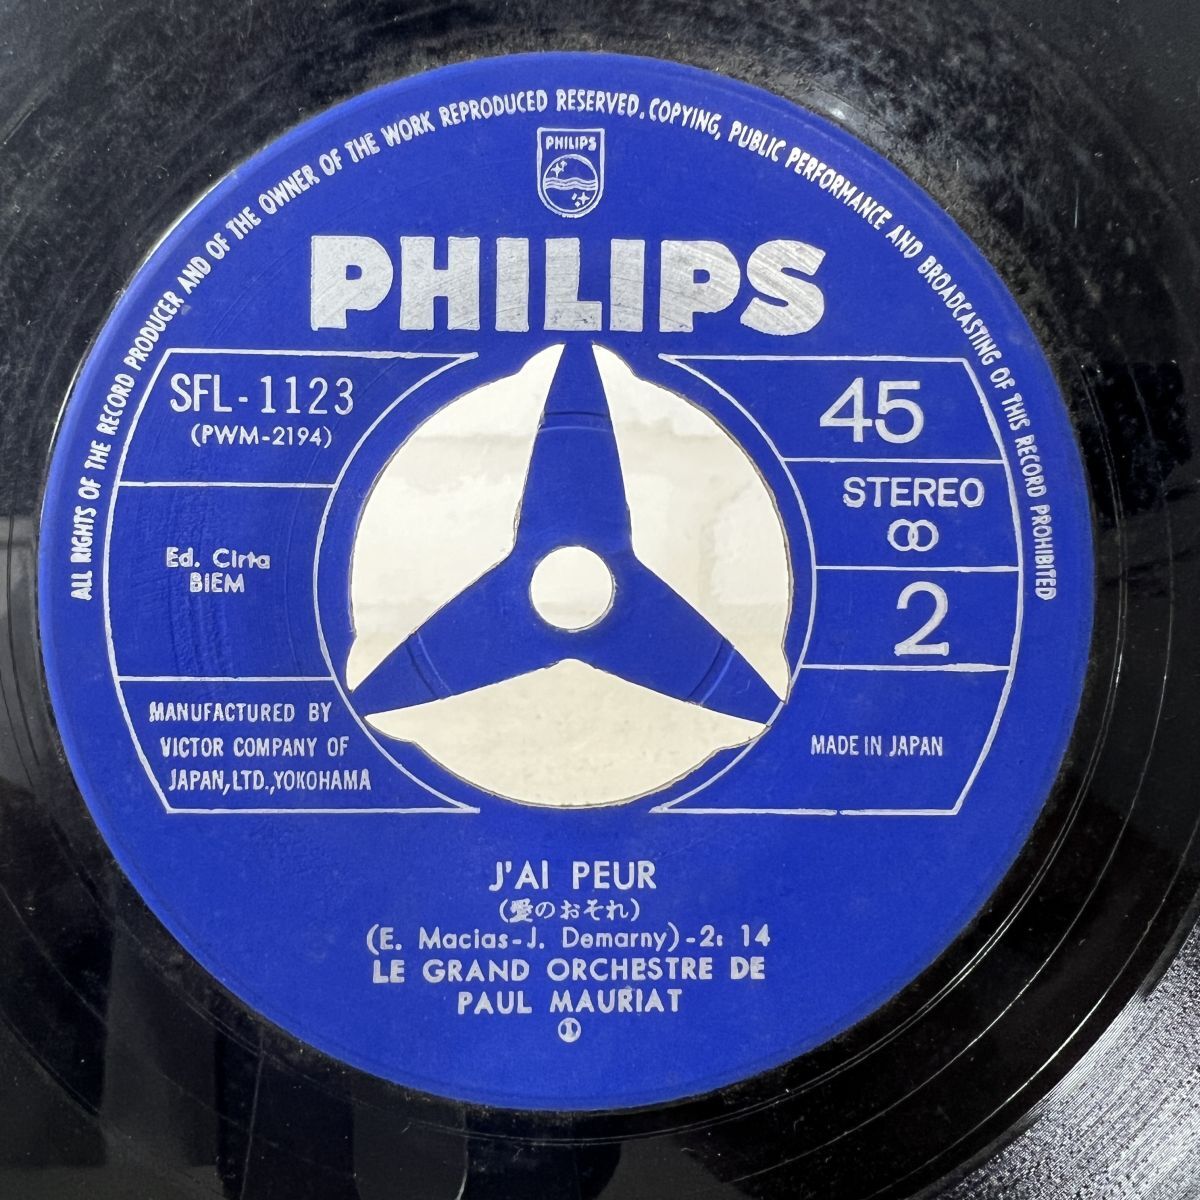 ALL RIGHTS OF THE RECORD PRODUCER AND OF THE OWNER OF THE WORK REPRODUCED RESERVED. COPYING, PUBLIC PERFORMANCE AND BROADCASTING OF THIS RECORD PROHIBITED
PHILIPS
PHILIPS
SFL-1123
(PWM-2194)
45
STEREO
2
Ed. Cirta
BIEM
MANUFACTURED BY
VICTOR COMPANY OF
JAPAN, LTD., YOKOHAMA
MADE IN JAPAN
J'AI PEUR
(愛のおそれ)
(E. Macias-J. Demarny)-2: 14
LE GRAND ORCHESTRE DE
PAUL MAURIAT